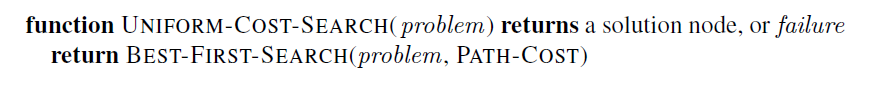 function UNIFORM-COST-SEARCH(problem) returns a solution node, or failure
return BEST-FIRST-SEARCH(problem, PATH-COST)